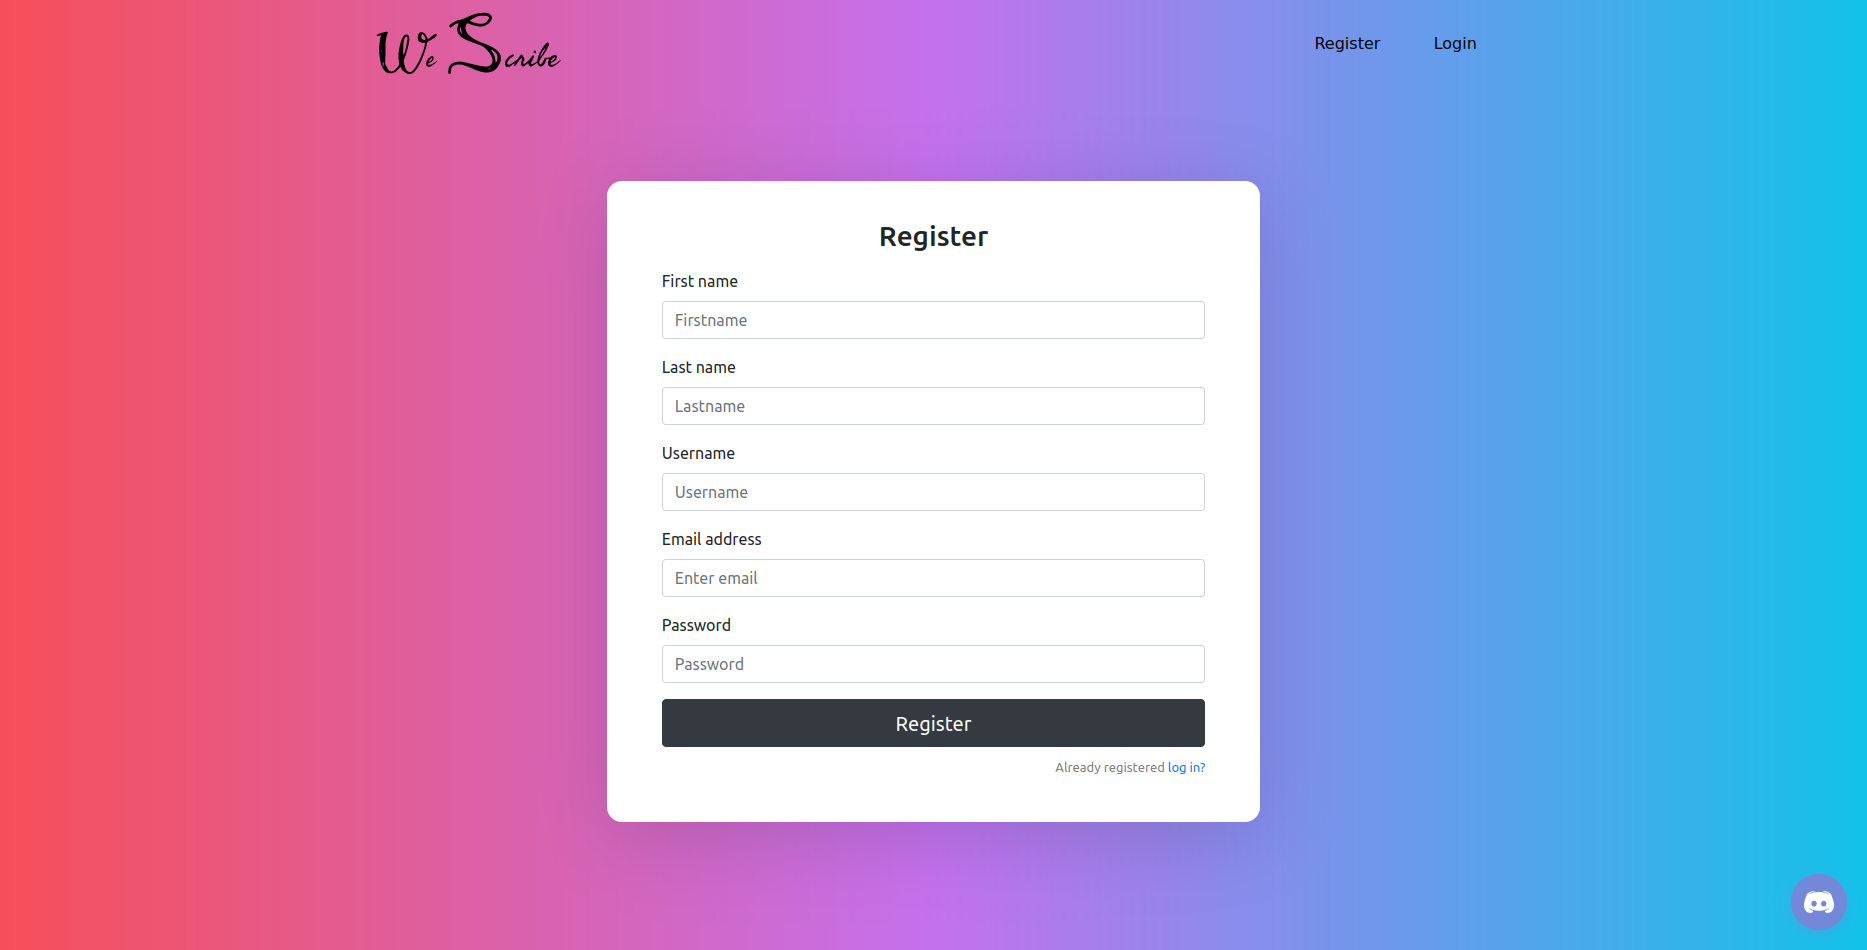 We Scribe
Register Login
Register
First name
Firstname
Last name
Lastname
Username
Username
Email address
Enter email
Password
Password
Register
Already registered log in?